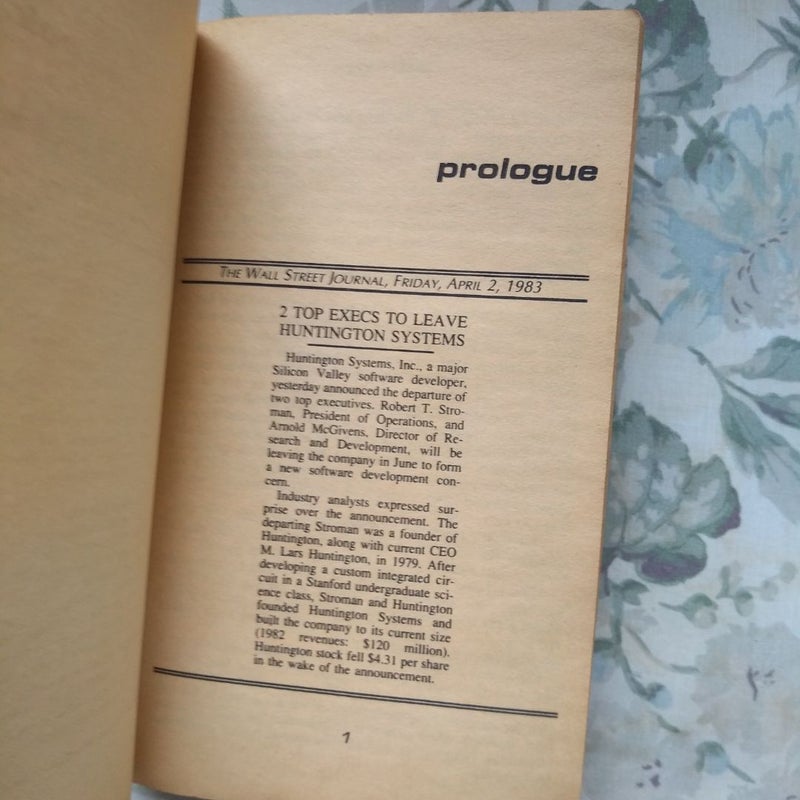 prologue
THE WALL STREET JOURNAL, FRIDAY, APRIL 2, 1983
2 TOP EXECS TO LEAVE
HUNTINGTON SYSTEMS
Huntington Systems, Inc., a major
Silicon Valley software developer,
yesterday announced the departure of
two top executives. Robert T. Stro-
man, President of Operations, and
Arnold McGivens, Director of Re-
search and Development, will be
leaving the company in June to form
a new software development con-
cern.
Industry analysts expressed sur-
prise over the announcement. The
departing Stroman was a founder of
Huntington, along with current CEO
M. Lars Huntington, in 1979. After
developing a custom integrated cir-
cuit in a Stanford undergraduate sci-
ence class, Stroman and Huntington
founded Huntington Systems and
built the company to its current size
(1982 revenues: $120 million).
Huntington stock fell $4.31 per share
in the wake of the announcement.
1